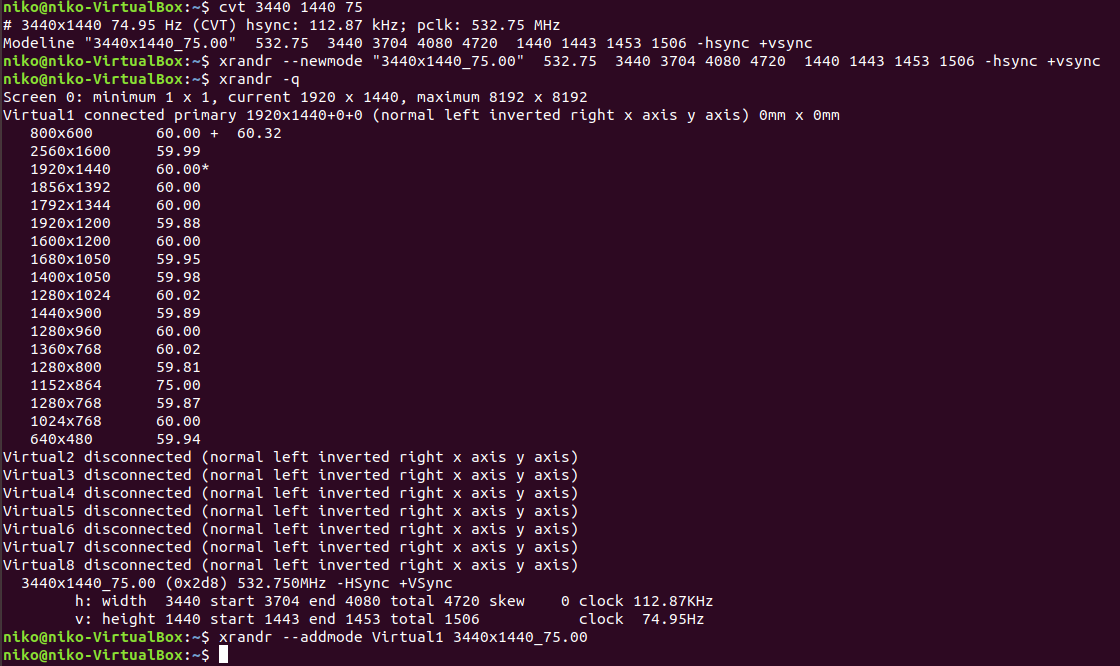 niko@niko-VirtualBox:~$ cvt 3440 1440 75
# 3440x1440 74.95 Hz (CVT) hsync: 112.87 kHz; pclk: 532.75 MHz
Modeline "3440x1440_75.00"  532.75  3440 3704 4080 4720  1440 1443 1453 1506 -hsync +vsync
niko@niko-VirtualBox:~$ xrandr --newmode "3440x1440_75.00"  532.75  3440 3704 4080 4720  1440 1443 1453 1506 -hsync +vsync
niko@niko-VirtualBox:~$ xrandr -q
Screen 0: minimum 1 x 1, current 1920 x 1440, maximum 8192 x 8192
Virtual1 connected primary 1920x1440+0+0 (normal left inverted right x axis y axis) 0mm x 0mm
   800x600       60.00 +  60.32
   2560x1600     59.99
   1920x1440     60.00*
   1856x1392     60.00
   1792x1344     60.00
   1920x1200     59.88
   1600x1200     60.00
   1680x1050     59.95
   1400x1050     59.98
   1280x1024     60.02
   1440x900      59.89
   1280x960      60.00
   1360x768      60.02
   1280x800      59.81
   1152x864      75.00
   1280x768      59.87
   1024x768      60.00
   640x480       59.94
Virtual2 disconnected (normal left inverted right x axis y axis)
Virtual3 disconnected (normal left inverted right x axis y axis)
Virtual4 disconnected (normal left inverted right x axis y axis)
Virtual5 disconnected (normal left inverted right x axis y axis)
Virtual6 disconnected (normal left inverted right x axis y axis)
Virtual7 disconnected (normal left inverted right x axis y axis)
Virtual8 disconnected (normal left inverted right x axis y axis)
  3440x1440_75.00 (0x2d8) 532.750MHz -HSync +VSync
        h: width  3440 start 3704 end 4080 total 4720 skew    0 clock 112.87KHz
        v: height 1440 start 1443 end 1453 total 1506           clock  74.95Hz
niko@niko-VirtualBox:~$ xrandr --addmode Virtual1 3440x1440_75.00
niko@niko-VirtualBox:~$